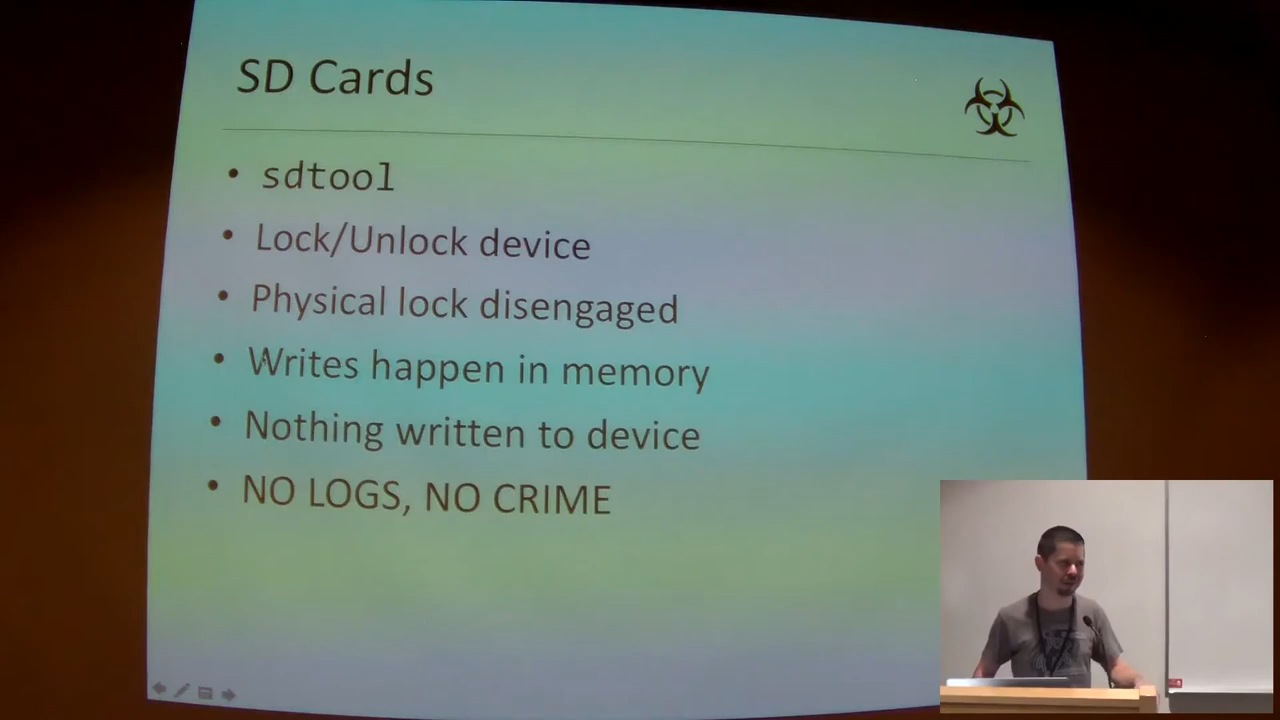 SD Cards
sdtool
Lock/Unlock device
Physical lock disengaged
Writes happen in memory
Nothing written to device
NO LOGS, NO CRIME